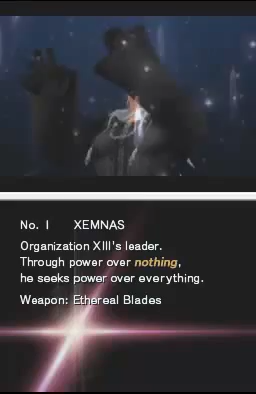 No. I XEMNAS
Organization XIII's leader.
Through power over nothing,
he seeks power over everything.
Weapon: Ethereal Blades